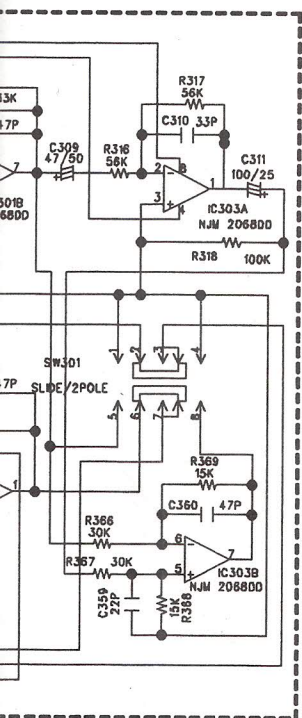 R317
56K
C310 33P
C309
47/50
R316
56K
2
8
3
4
1
IC303A
NJM 2068DD
C311
100/25
7
R318
100K
1
2
3
4
SW301
SLIDE/2POLE
5
6
7
8
47P
1
R369
15K
C360 47P
R366
30K
R367 30K
6
5
7
IC303B
NJM 2068DD
C359
22P
15K
R368
3K
47P
301B
068DD